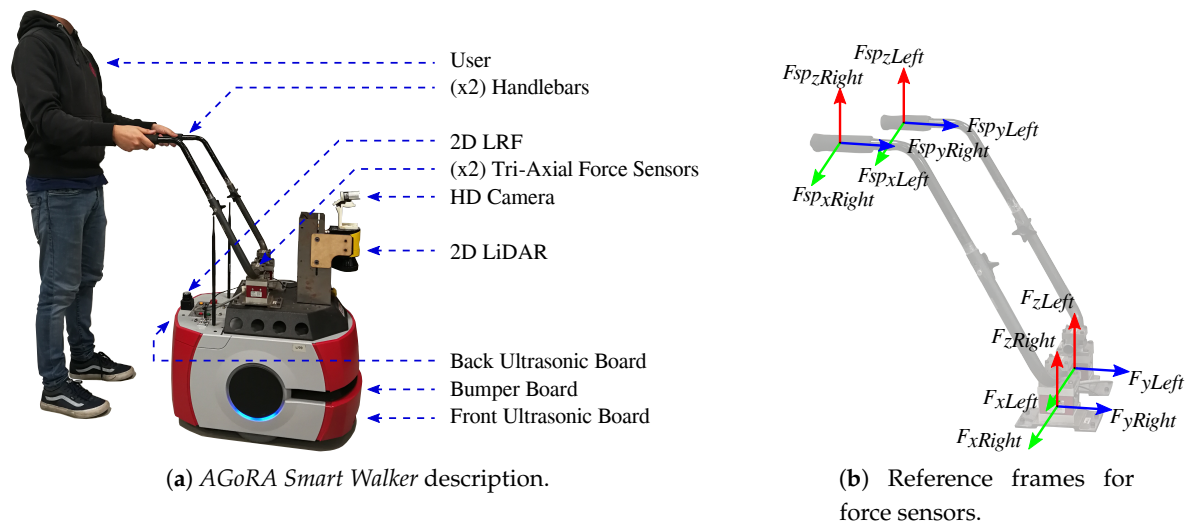 User
(x2) Handlebars
2D LRF
(x2) Tri-Axial Force Sensors
HD Camera
2D LiDAR
Back Ultrasonic Board
Bumper Board
Front Ultrasonic Board
(a) AGoRA Smart Walker description.
FspzLeft
FspzRight
FspyLeft
FspyRight
FspxLeft
FspxRight
FzLeft
FzRight
FyLeft
FxLeft
FyRight
FxRight
(b) Reference frames for
force sensors.